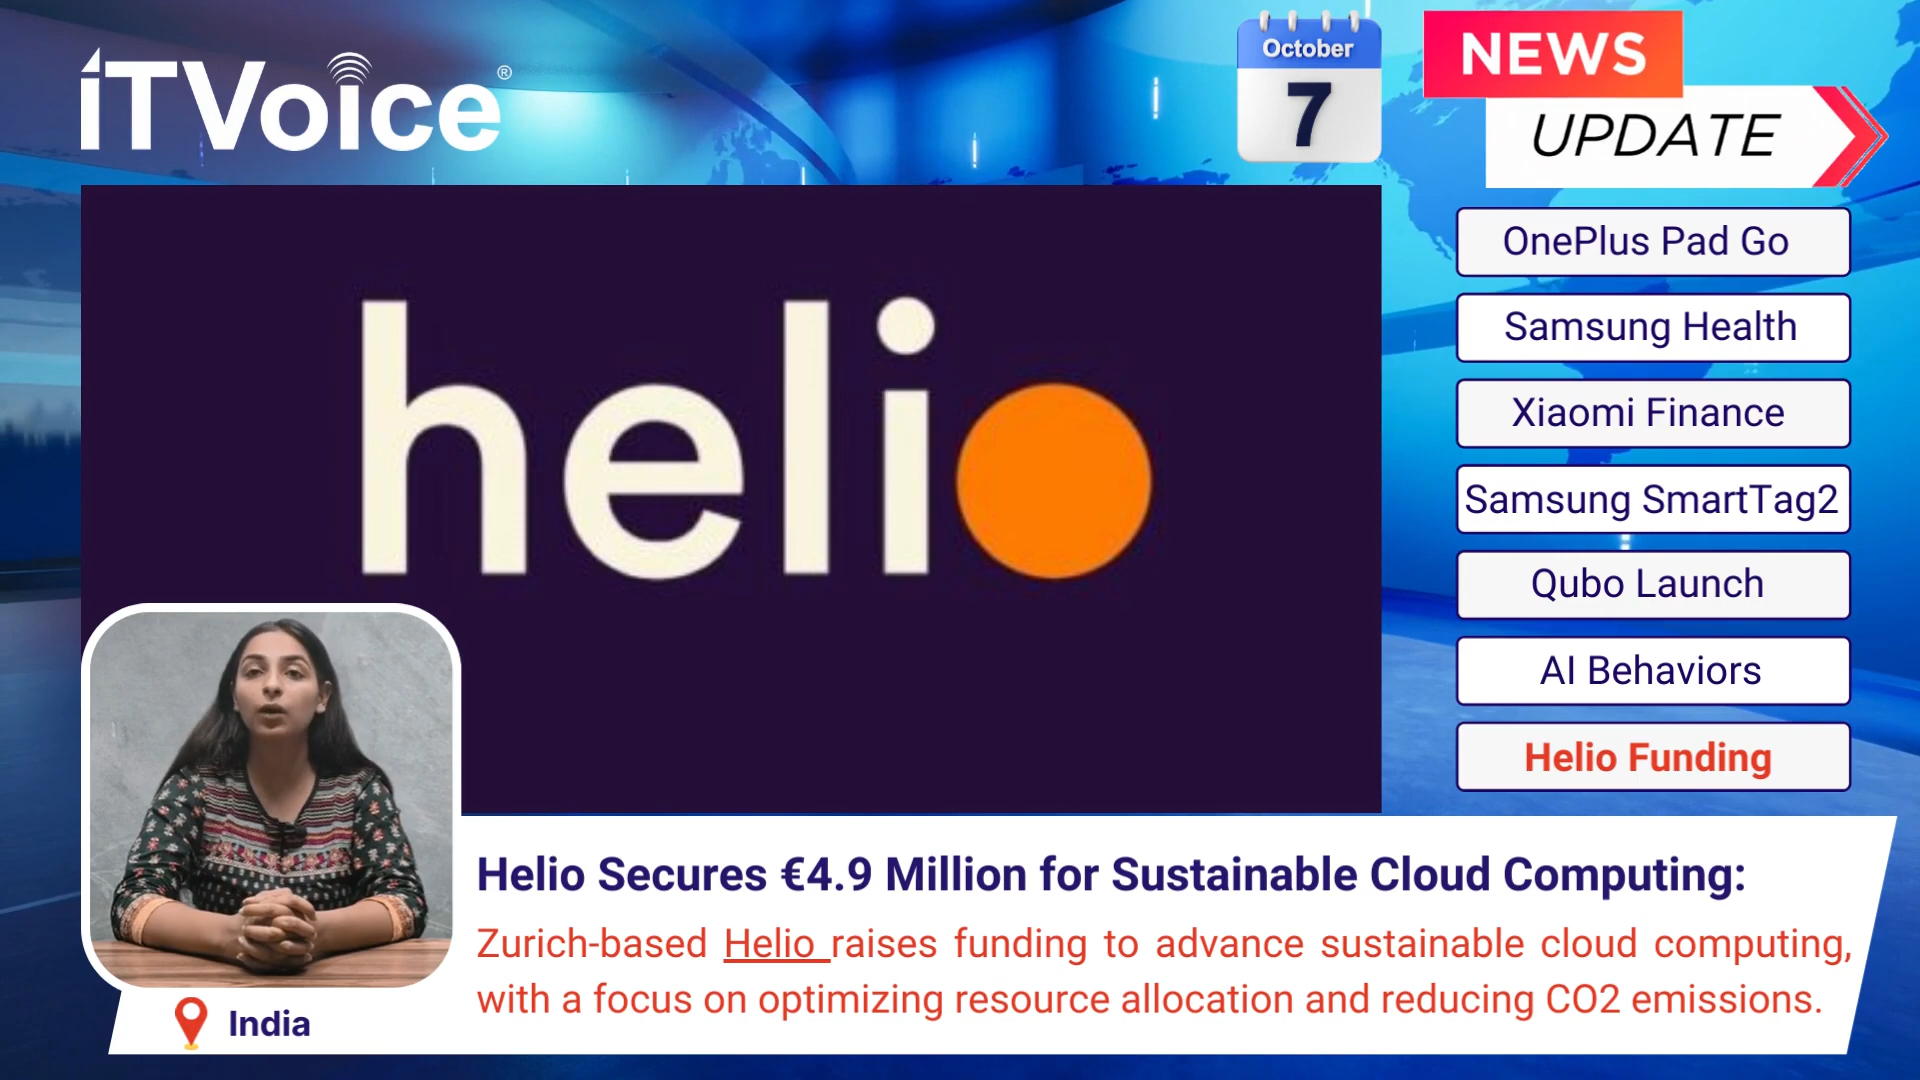 iTVoice®
October
7
NEWS
UPDATE
helio
OnePlus Pad Go
Samsung Health
Xiaomi Finance
Samsung SmartTag2
Qubo Launch
AI Behaviors
Helio Funding
Helio Secures €4.9 Million for Sustainable Cloud Computing:
Zurich-based Helio raises funding to advance sustainable cloud computing,
with a focus on optimizing resource allocation and reducing CO2 emissions.
India